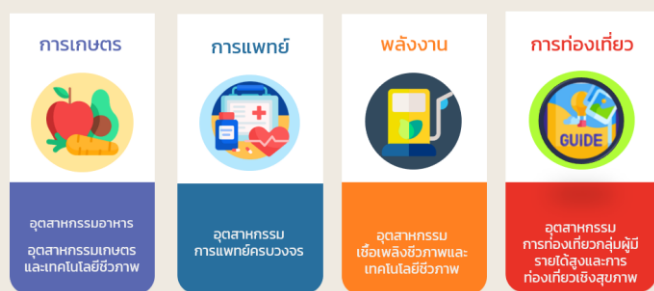 การเกษตร
อุตสาหกรรมอาหาร
อุตสาหกรรมเกษตร
และเทคโนโลยีชีวภาพ
การแพทย์
อุตสาหกรรม
การแพทย์ครบวงจร
พลังงาน
อุตสาหกรรม
เชื้อเพลิงชีวภาพและ
เทคโนโลยีชีวภาพ
การท่องเที่ยว
GUIDE
อุตสาหกรรม
การท่องเที่ยวกลุ่มผู้มี
รายได้สูงและการ
ท่องเที่ยวเชิงสุขภาพ